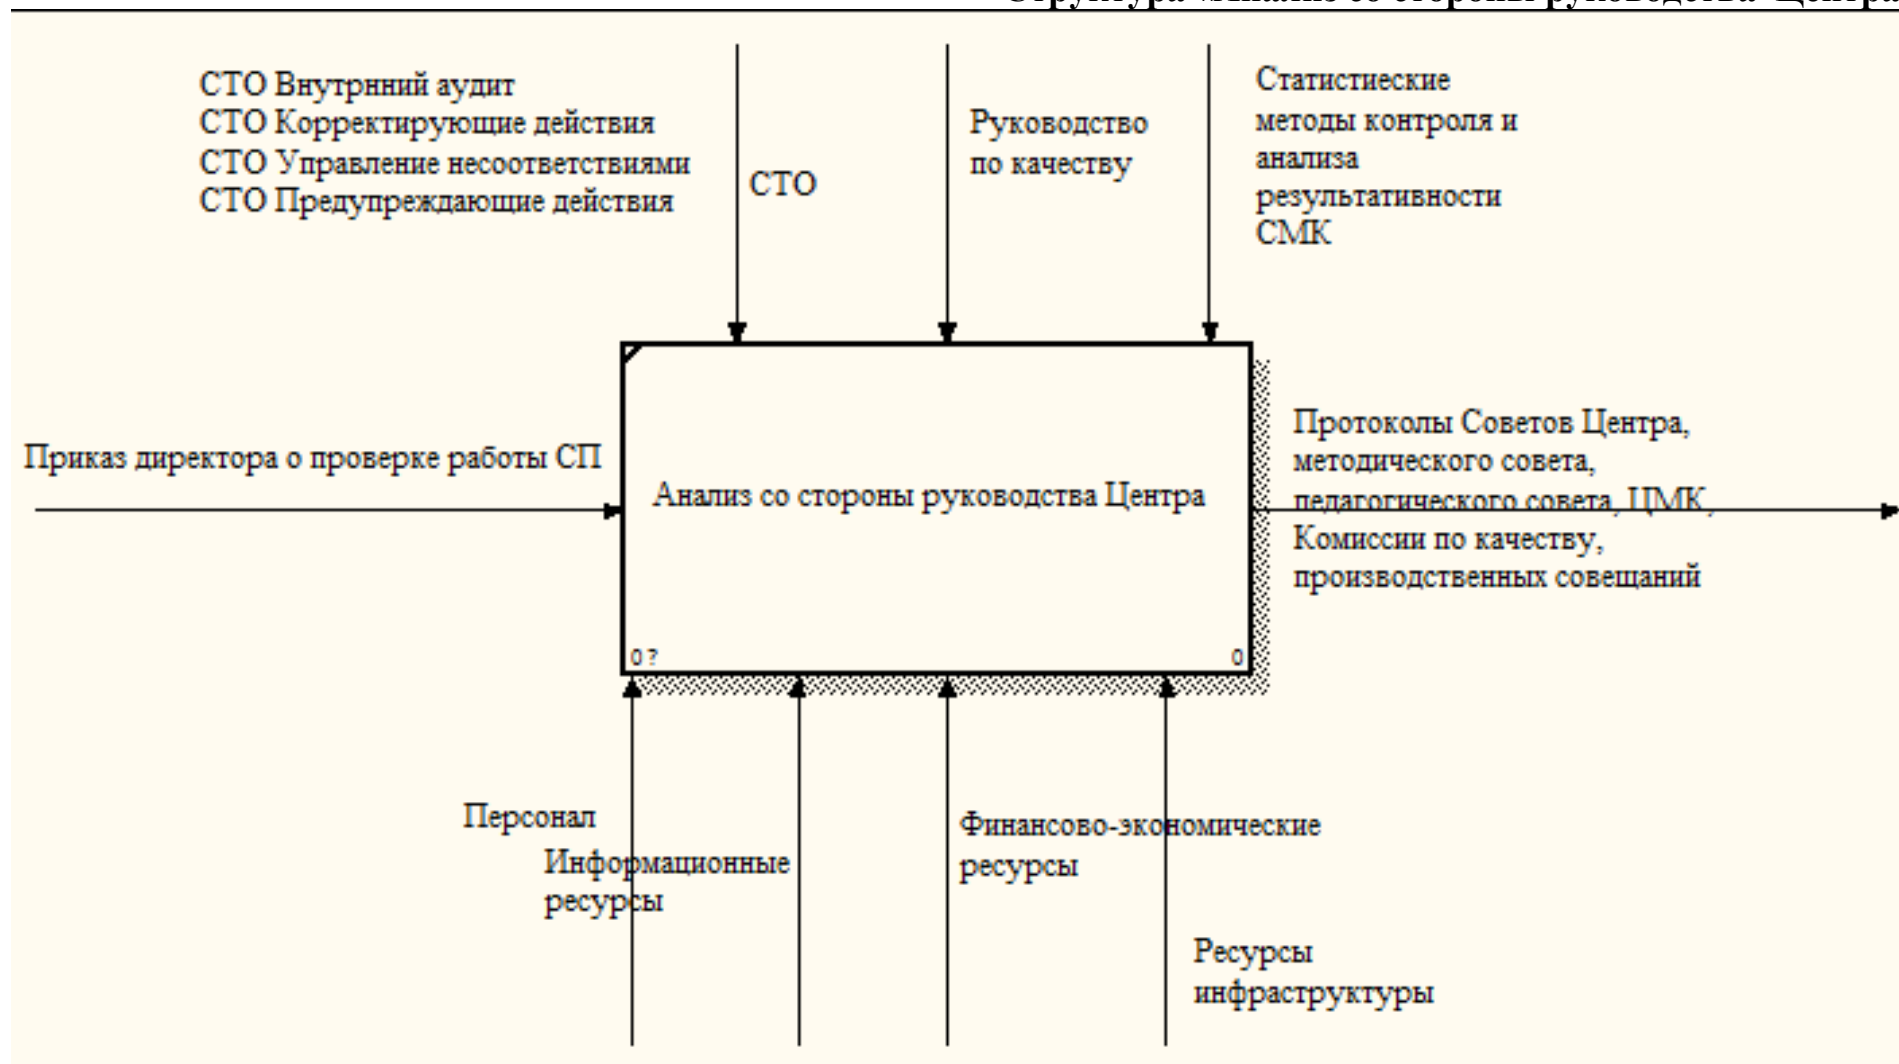 СТО Внутрнний аудит
СТО Корректирующие действия
СТО Управление несоответствиями
СТО Предупреждающие действия
СТО
Руководство
по качеству
Статистиеские
методы контроля и
анализа
результативности
СМК
Приказ директора о проверке работы СП
Анализ со стороны руководства Центра
0 ?
0
Протоколы Советов Центра,
методического совета,
педагогического совета, ЦМК,
Комиссии по качеству,
производственных совещаний
Персонал
Информационные
ресурсы
Финансово-экономические
ресурсы
Ресурсы
инфраструктуры